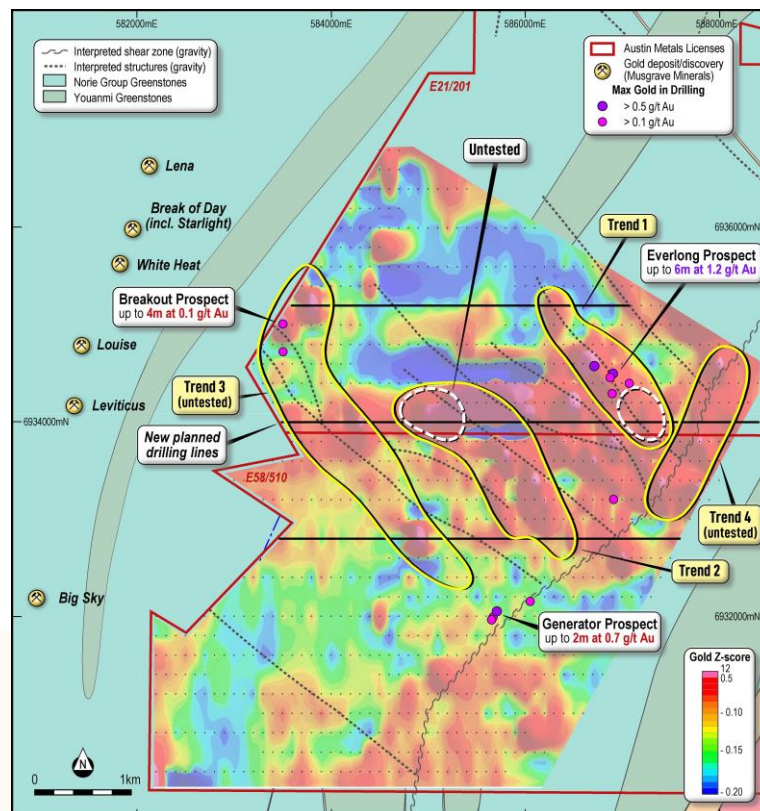 582000mE
584000mE
586000mE
588000mE
Interpreted shear zone (gravity)
Interpreted structures (gravity)
Norie Group Greenstones
Youanmi Greenstones
E21/201
Austin Metals Licenses
Gold deposit/discovery
(Musgrave Minerals)
Max Gold in Drilling
> 0.5 g/t Au
> 0.1 g/t Au
Untested
Lena
Break of Day
(incl. Starlight)
White Heat
Louise
Leviticus
Big Sky
6936000mN
Trend 1
Everlong Prospect
up to 6m at 1.2 g/t Au
Breakout Prospect
up to 4m at 0.1 g/t Au
Trend 3
(untested)
6934000mN
New planned
drilling lines
E58/510
Trend 4
(untested)
Trend 2
6932000mN
Generator Prospect
up to 2m at 0.7 g/t Au
Gold Z-score
12
0.5
- 0.10
- 0.15
- 0.20
N
0
1km